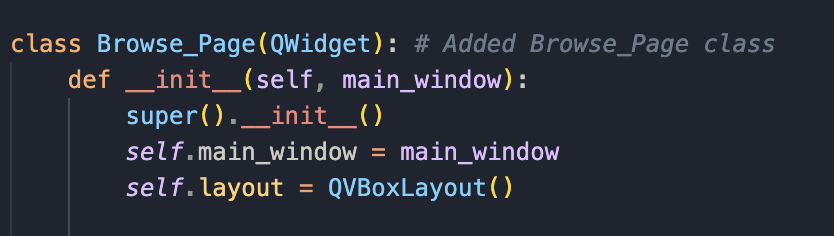 class Browse_Page(QWidget): # Added Browse_Page class
    def __init__(self, main_window):
        super().__init__()
        self.main_window = main_window
        self.layout = QVBoxLayout()